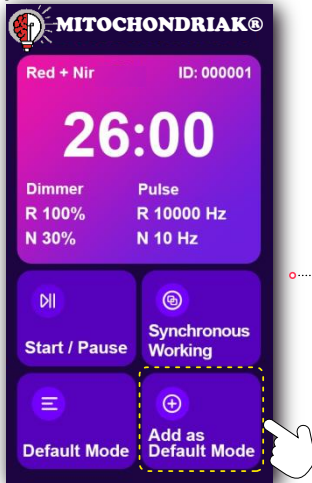 MITOCHONDRIAK®
Red + Nir ID: 000001
26:00
Dimmer Pulse
R 100% R 10000 Hz
N 30% N 10 Hz
Start / Pause
Synchronous
Working
Default Mode
Add as
Default Mode